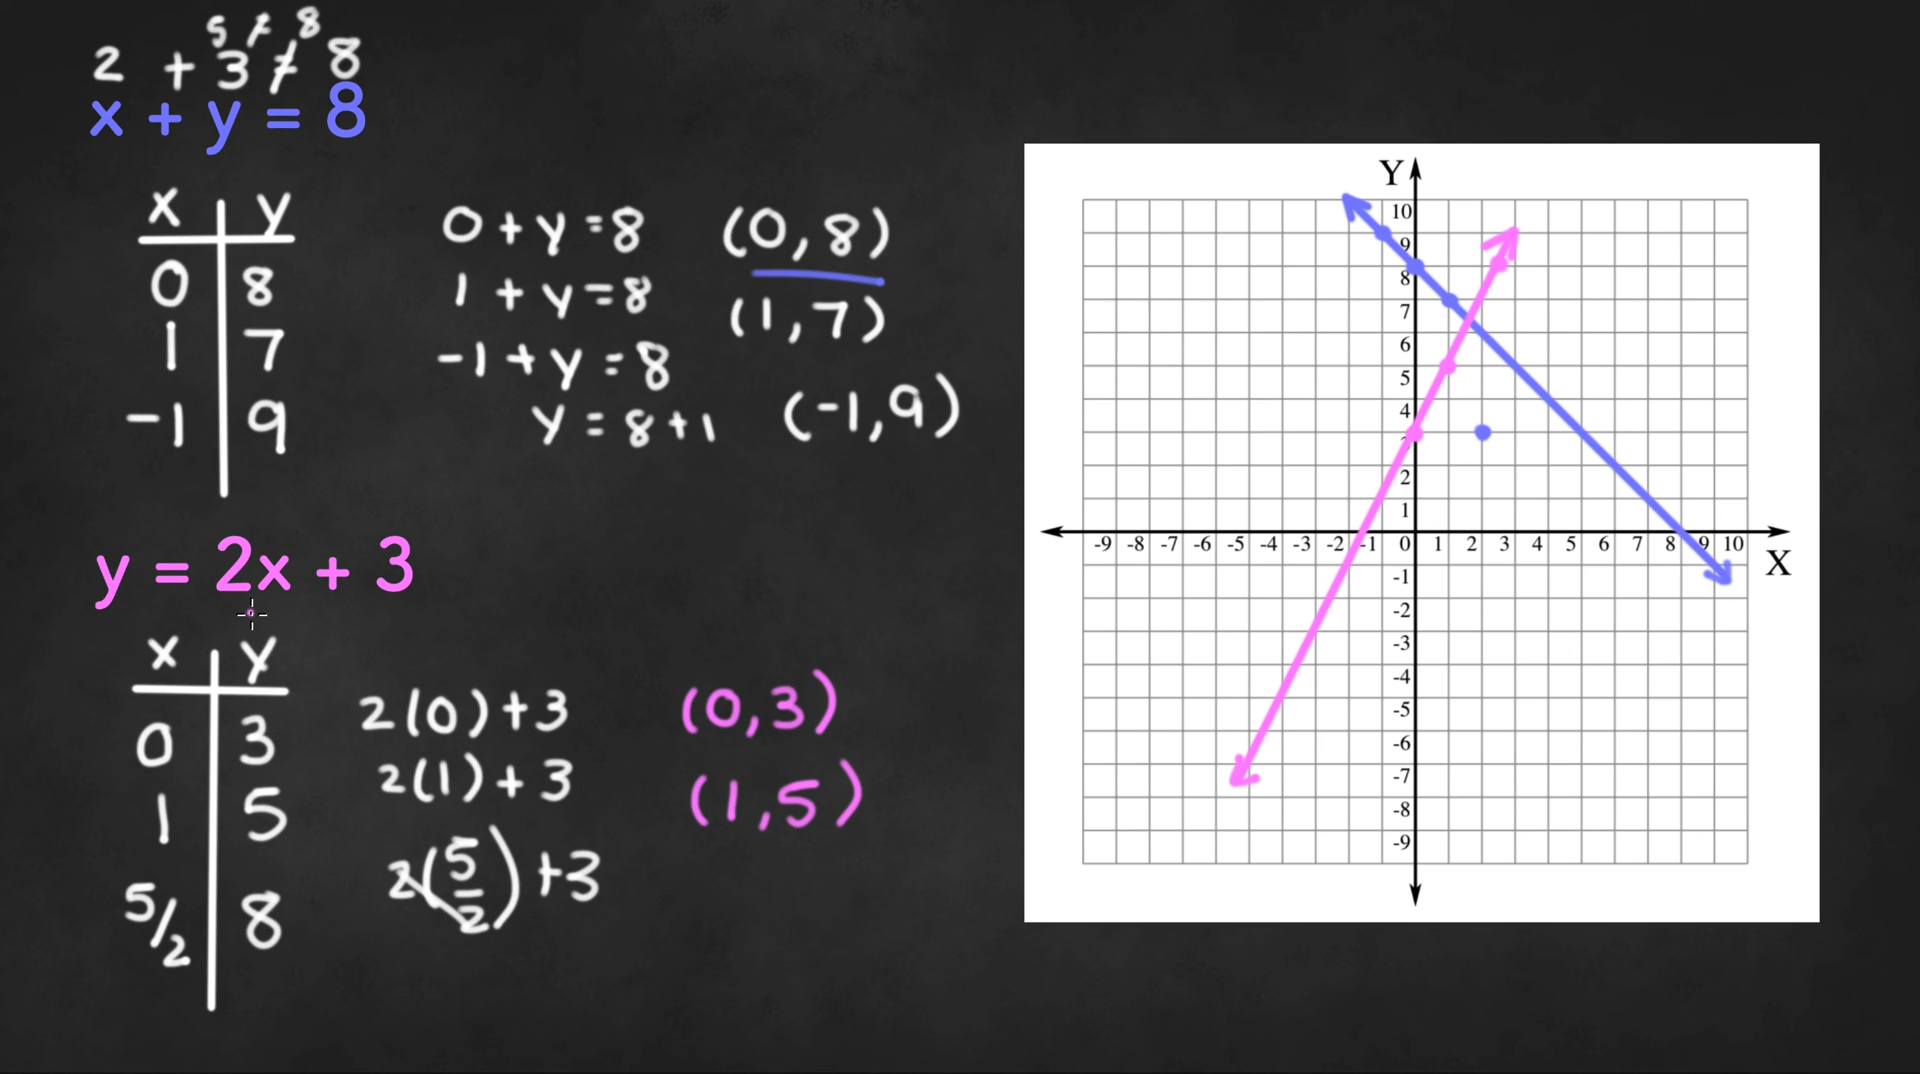 5 ≠ 8
2 + 3 ≠ 8
x + y = 8
x y
0 8
1 7
-1 9
0 + y = 8
1 + y = 8
-1 + y = 8
y = 8 + 1
(0, 8)
(1, 7)
(-1, 9)
y = 2x + 3
x y
0 3
1 5
5/2 8
2(0) + 3
2(1) + 3
2(5/2) + 3
(0, 3)
(1, 5)
Y
10
9
8
7
6
5
4
2
1
-9 -8 -7 -6 -5 -4 -3 -2 -1 0 1 2 3 4 5 6 7 8 9 10
X
-1
-2
-3
-4
-5
-6
-7
-8
-9